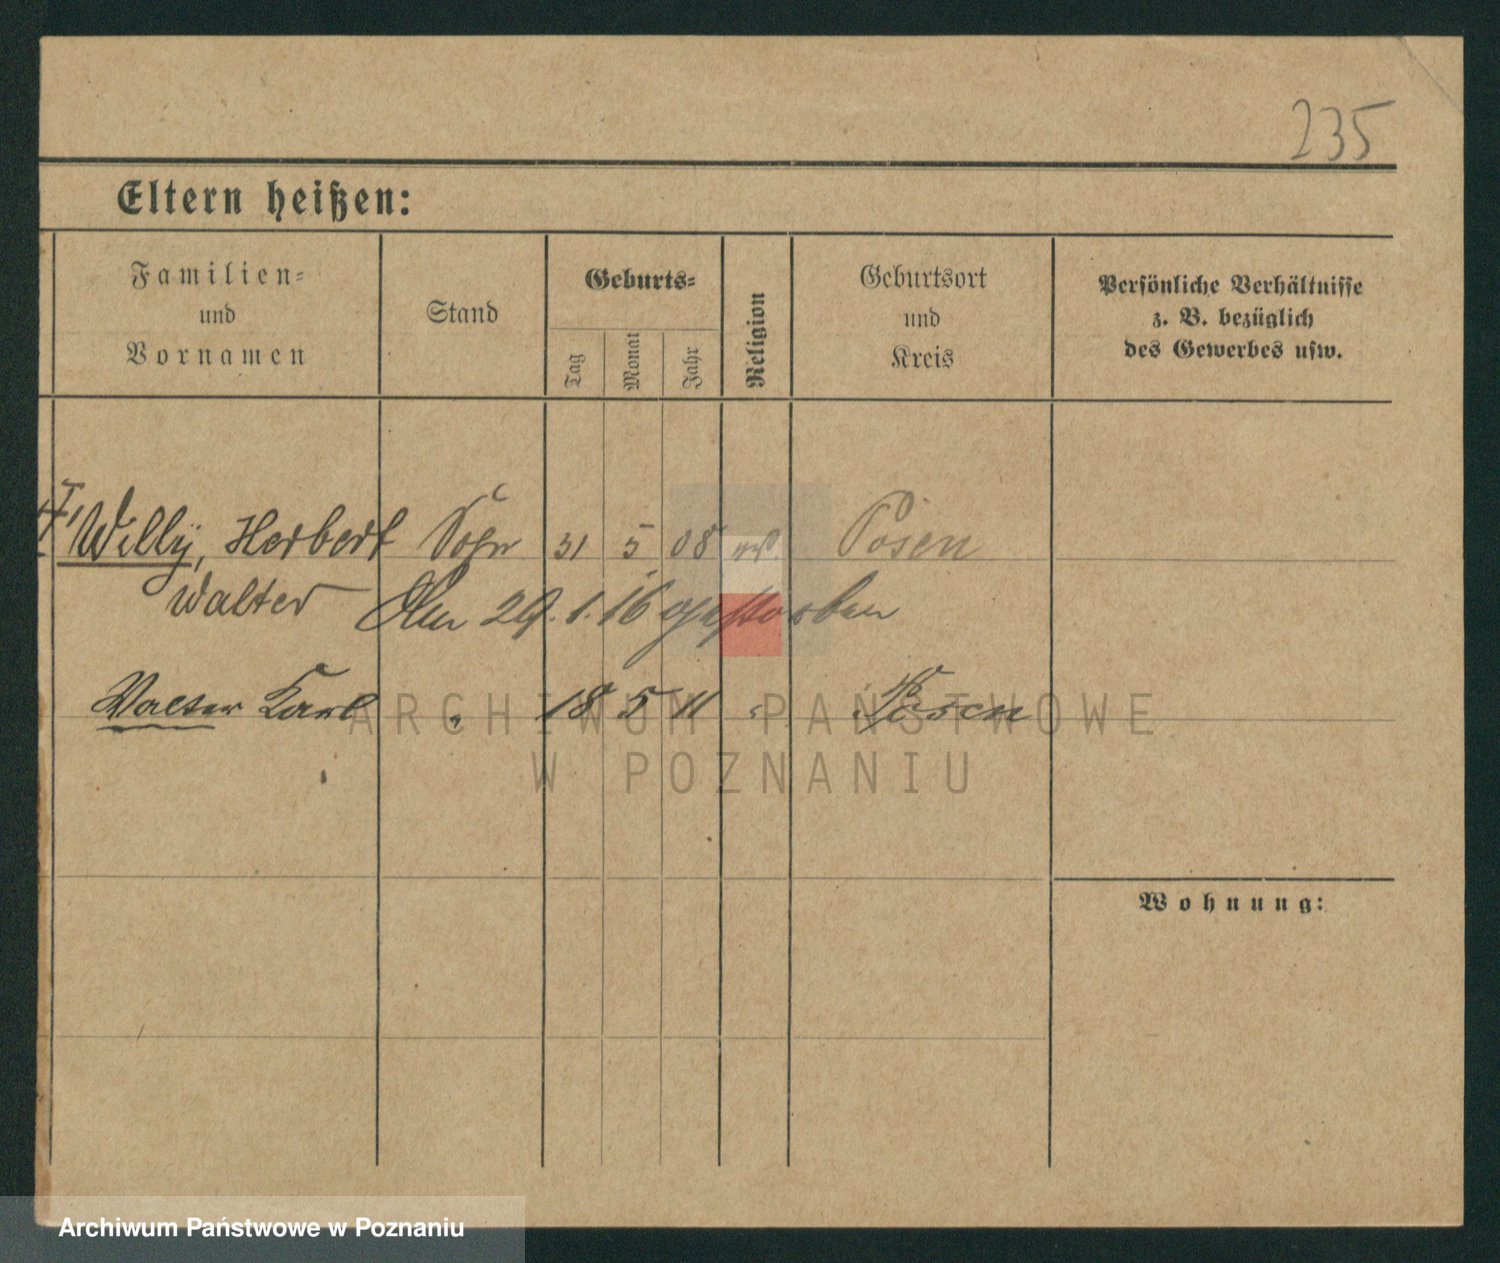 235
Eltern heißen:
Familien-
und
Vornamen
Stand
Geburts-
Tag
Monat
Jahr
Religion
Geburtsort
und
Kreis
Persönliche Verhältnisse
z. B. bezüglich
des Gewerbes usw.
Willy, Herbert Sohn 31 5 08 Posen
Walter Am 29.1.16 gestorben
Walter Karl " 18 5 11 " Posen
ARCHIWUM PAŃSTWOWE
W POZNANIU
Wohnung:
Archiwum Państwowe w Poznaniu